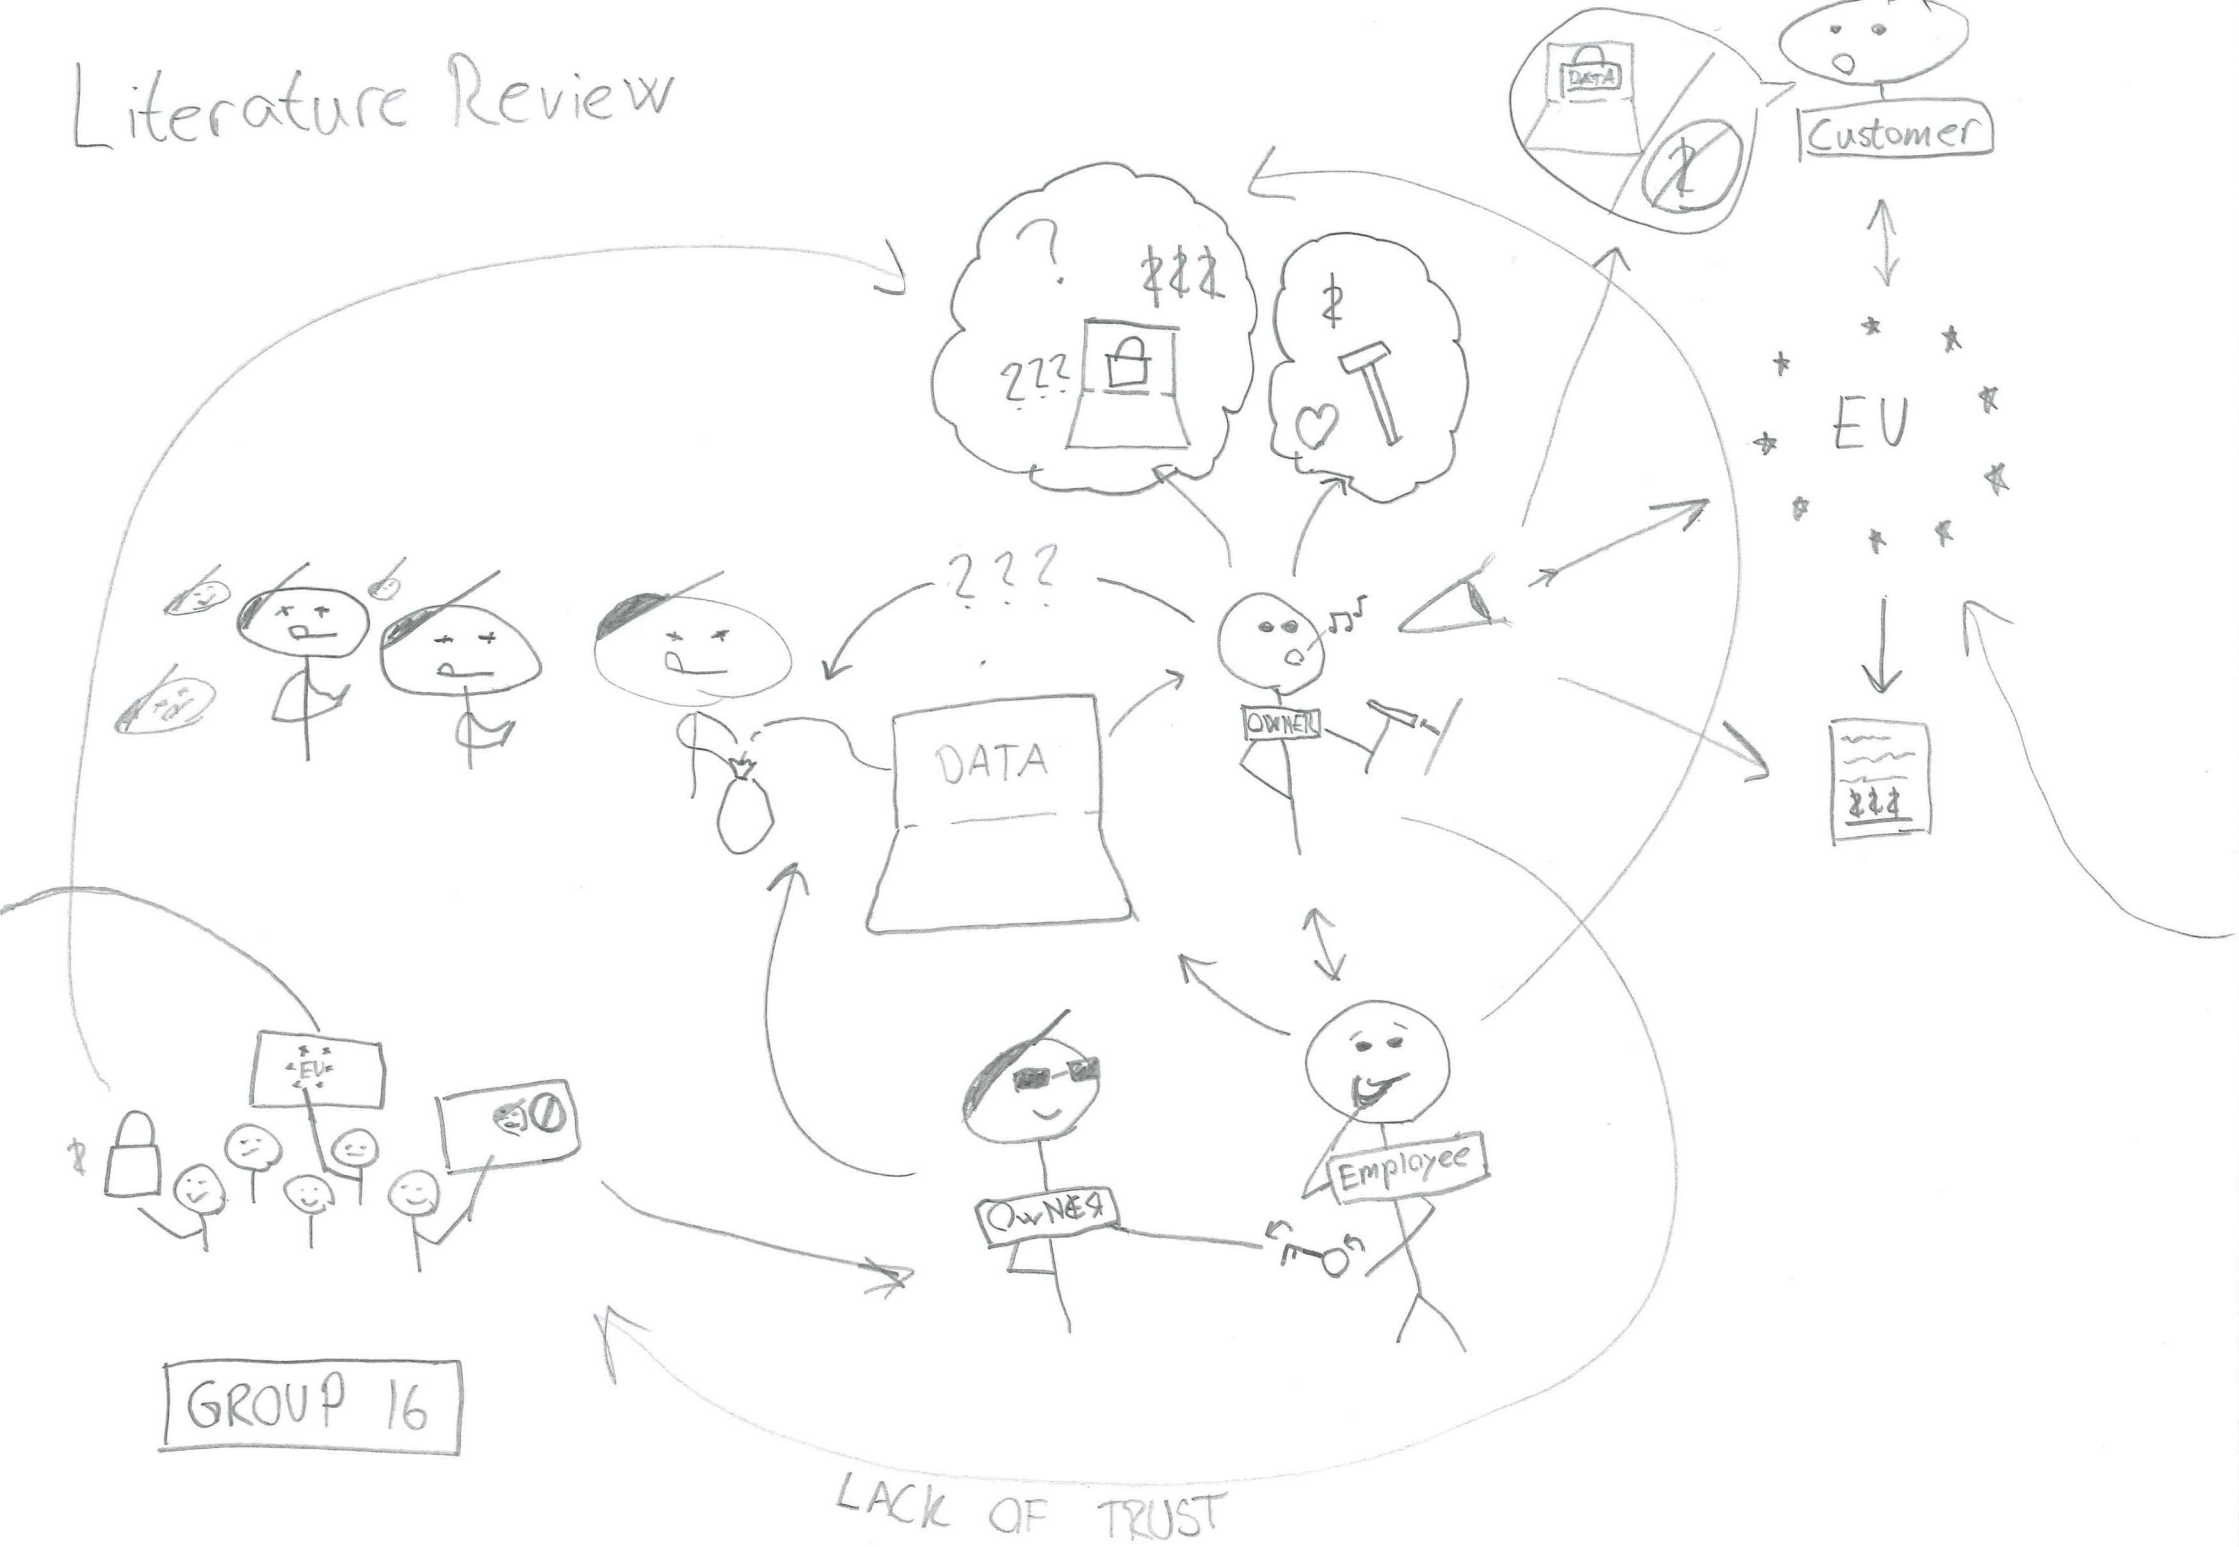 Literature Review
DATA
Customer
?
$$$
$
???
EU
???
OWNER
DATA
$$$
EU
$
Employee
OwNER
GROUP 16
LACK OF TRUST